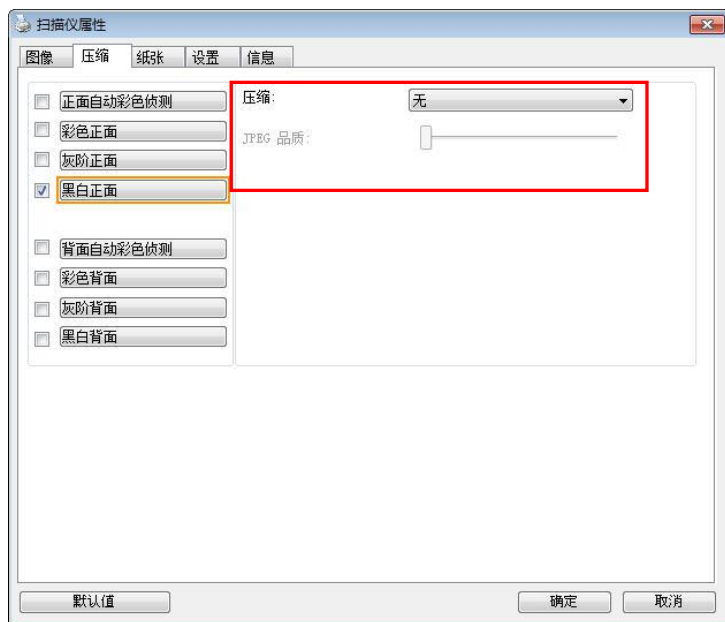 扫描仪属性
图像 压缩 纸张 设置 信息
正面自动彩色侦测
彩色正面
灰阶正面
黑白正面
背面自动彩色侦测
彩色背面
灰阶背面
黑白背面
压缩: 无
JPEG 品质:
默认值 确定 取消